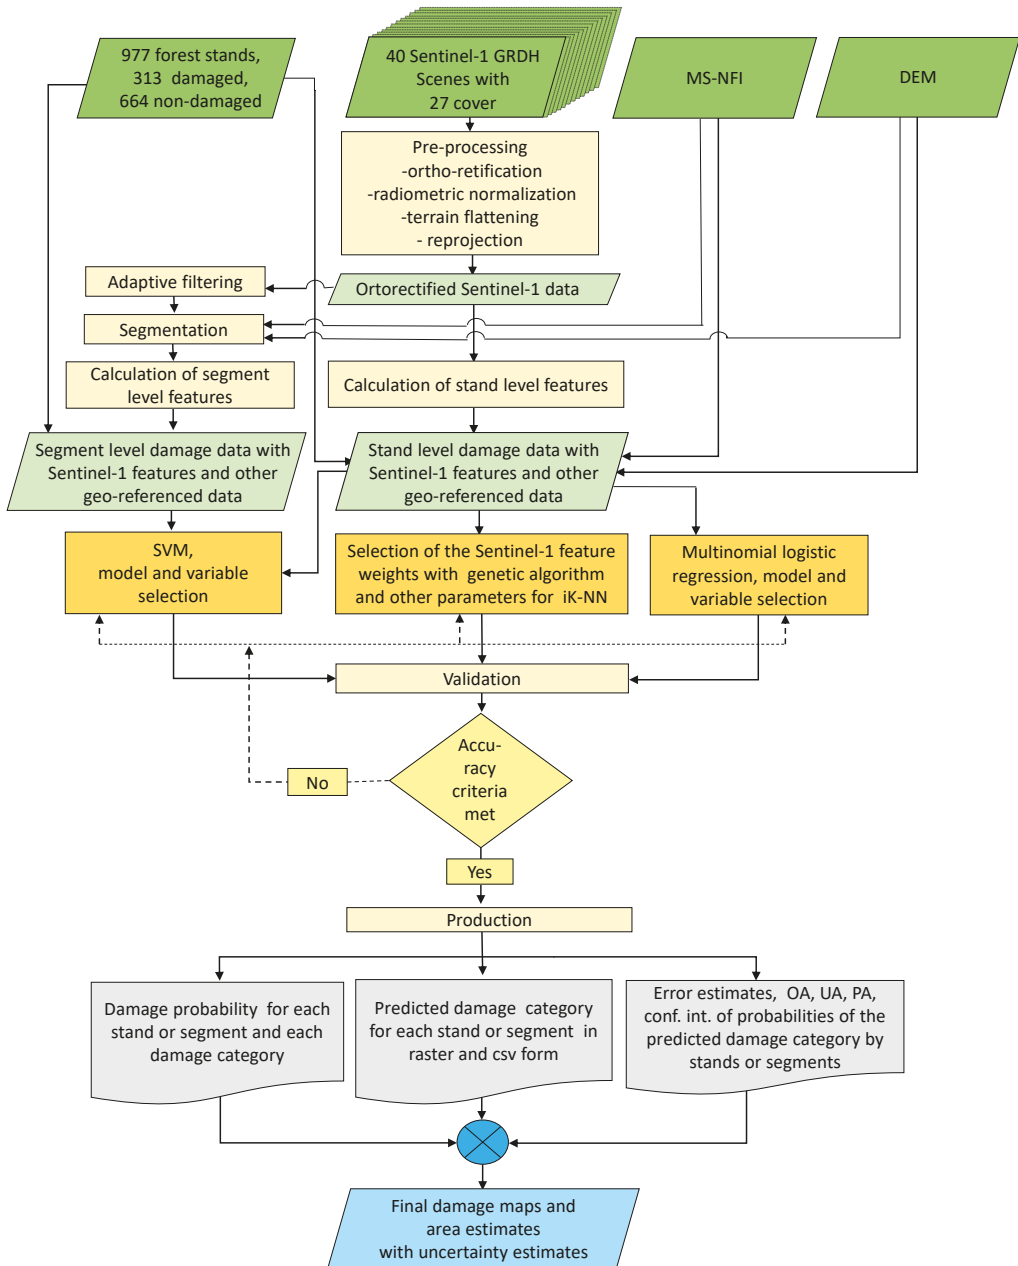 977 forest stands,
313 damaged,
664 non-damaged
40 Sentinel-1 GRDH
Scenes with
27 cover
MS-NFI
DEM
Pre-processing
-ortho-retification
-radiometric normalization
-terrain flattening
- reprojection
Adaptive filtering
Ortorectified Sentinel-1 data
Segmentation
Calculation of segment
level features
Calculation of stand level features
Segment level damage data with
Sentinel-1 features and other
geo-referenced data
Stand level damage data with
Sentinel-1 features and other
geo-referenced data
SVM,
model and variable
selection
Selection of the Sentinel-1 feature
weights with genetic algorithm
and other parameters for iK-NN
Multinomial logistic
regression, model and
variable selection
Validation
Accu-
racy
criteria
met
No
Yes
Production
Damage probability for each
stand or segment and each
damage category
Predicted damage category
for each stand or segment in
raster and csv form
Error estimates, OA, UA, PA,
conf. int. of probabilities of the
predicted damage category by
stands or segments
Final damage maps and
area estimates
with uncertainty estimates